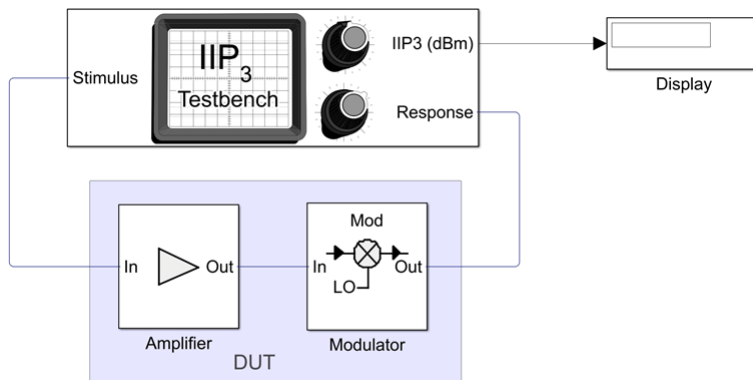 Stimulus
IIP3
Testbench
IIP3 (dBm)
Response
Display
In
Out
Amplifier
Mod
In
Out
LO
Modulator
DUT